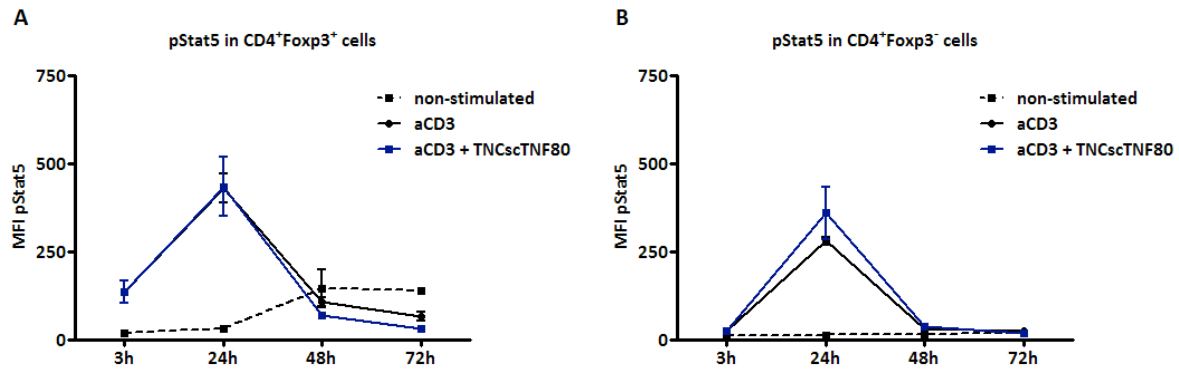 A
pStat5 in CD4⁺Foxp3⁺ cells
750
500
250
0
MFI pStat5
non-stimulated
aCD3
aCD3 + TNCscTNF80
3h
24h
48h
72h
B
pStat5 in CD4⁺Foxp3⁻ cells
750
500
250
0
MFI pStat5
non-stimulated
aCD3
aCD3 + TNCscTNF80
3h
24h
48h
72h